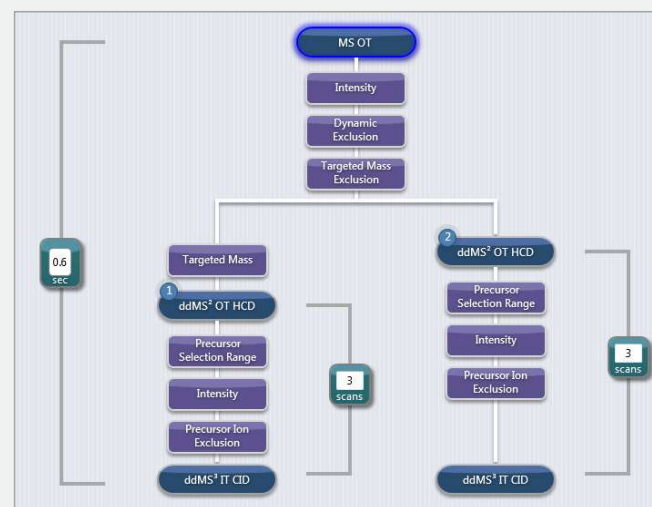 MS OT
Intensity
Dynamic
Exclusion
Targeted Mass
Exclusion
0.6
sec
Targeted Mass
1
ddMS² OT HCD
Precursor
Selection Range
Intensity
Precursor Ion
Exclusion
ddMS³ IT CID
3
scans
2
ddMS² OT HCD
Precursor
Selection Range
Intensity
Precursor Ion
Exclusion
ddMS³ IT CID
3
scans